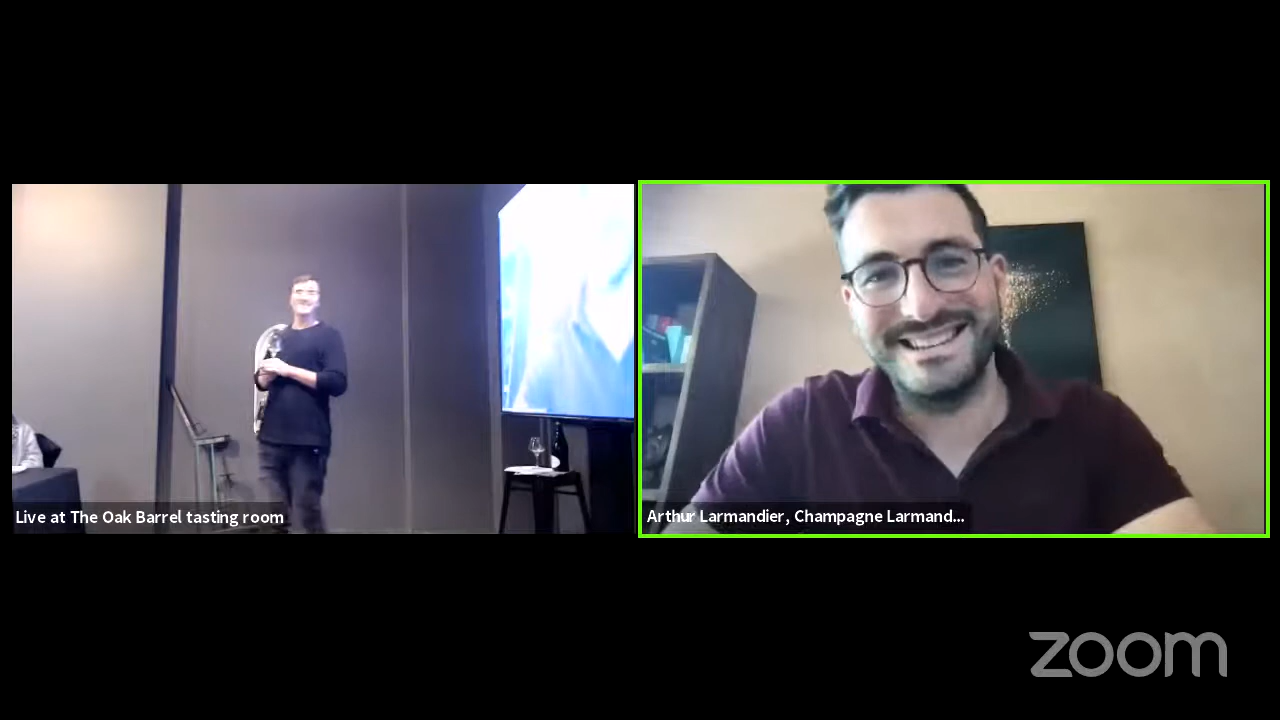 Live at The Oak Barrel tasting room
Arthur Larmandier, Champagne Larmand...
zoom